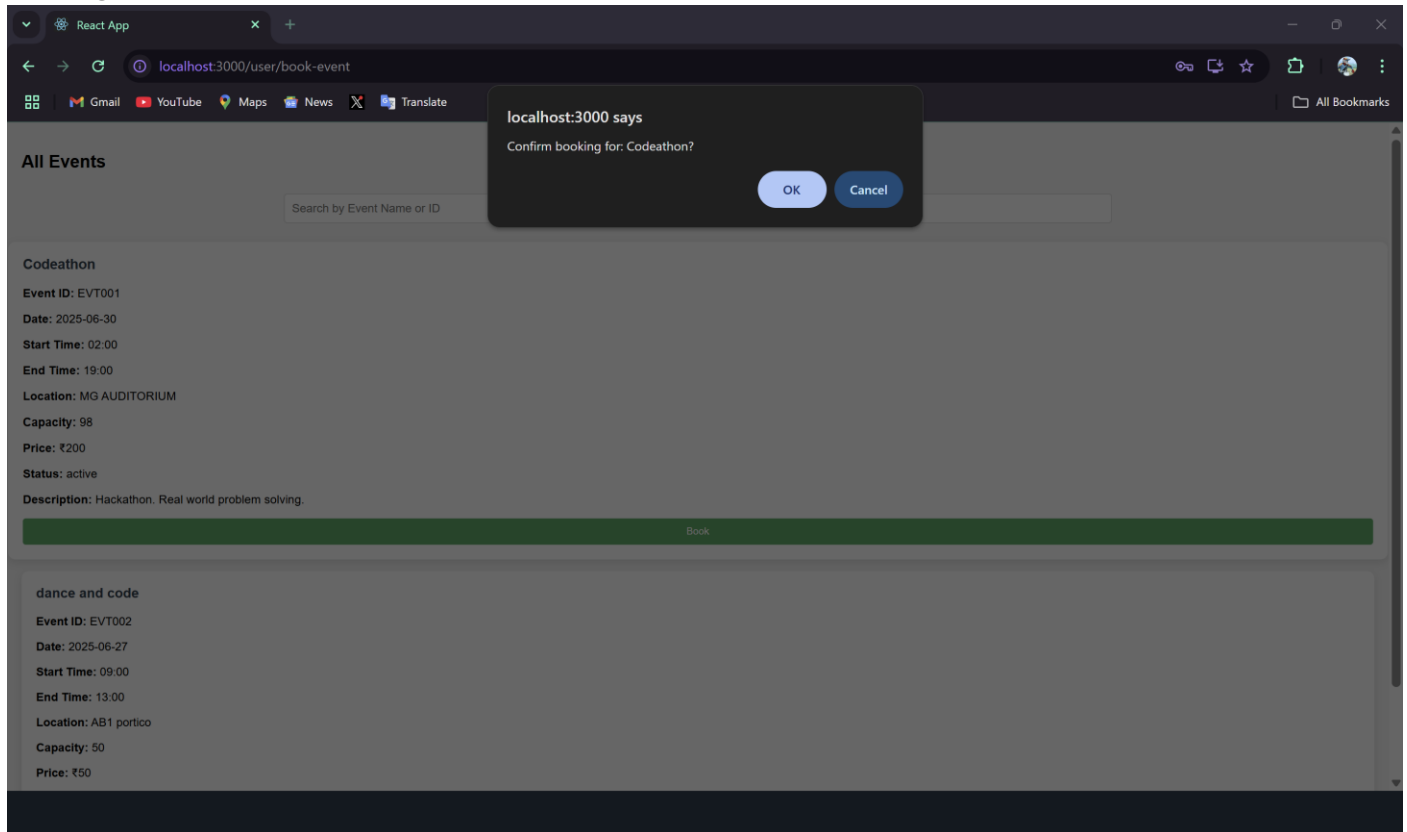 React App
localhost:3000/user/book-event
Gmail YouTube Maps News Translate All Bookmarks
localhost:3000 says
Confirm booking for: Codeathon?
OK Cancel
All Events
Search by Event Name or ID
Codeathon
Event ID: EVT001
Date: 2025-06-30
Start Time: 02:00
End Time: 19:00
Location: MG AUDITORIUM
Capacity: 98
Price: ₹200
Status: active
Description: Hackathon. Real world problem solving.
Book
dance and code
Event ID: EVT002
Date: 2025-06-27
Start Time: 09:00
End Time: 13:00
Location: AB1 portico
Capacity: 50
Price: ₹50